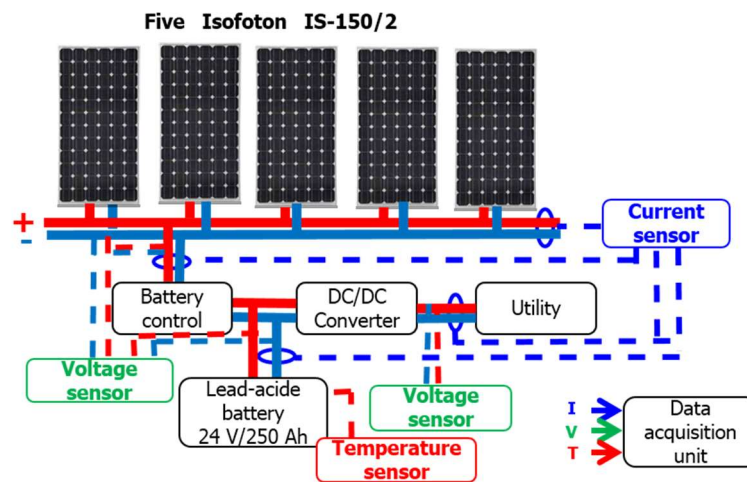 Five Isofoton IS-150/2
+
-
Current
sensor
Battery
control
DC/DC
Converter
Utility
Voltage
sensor
Lead-acide
battery
24 V/250 Ah
Voltage
sensor
Temperature
sensor
I
V
T
Data
acquisition
unit